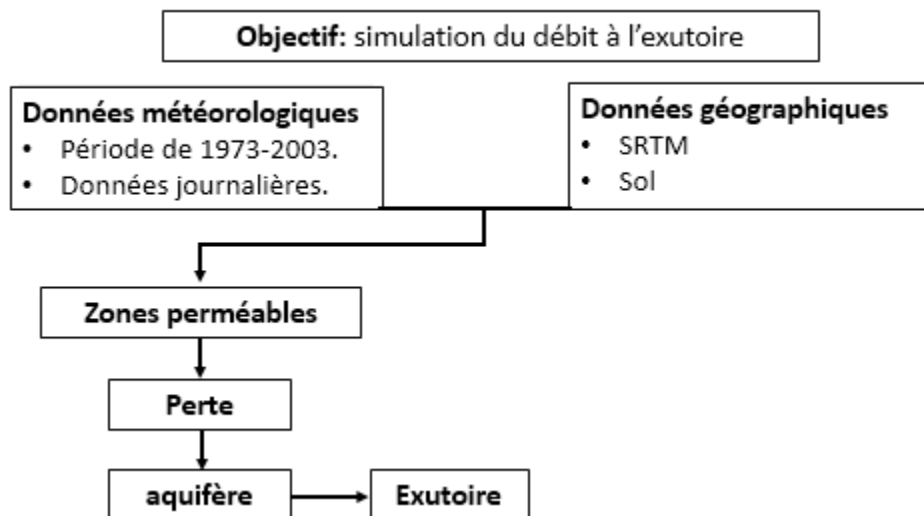 Objectif: simulation du débit à l’exutoire
Données météorologiques
• Période de 1973-2003.
• Données journalières.
Données géographiques
• SRTM
• Sol
Zones perméables
Perte
aquifère
Exutoire